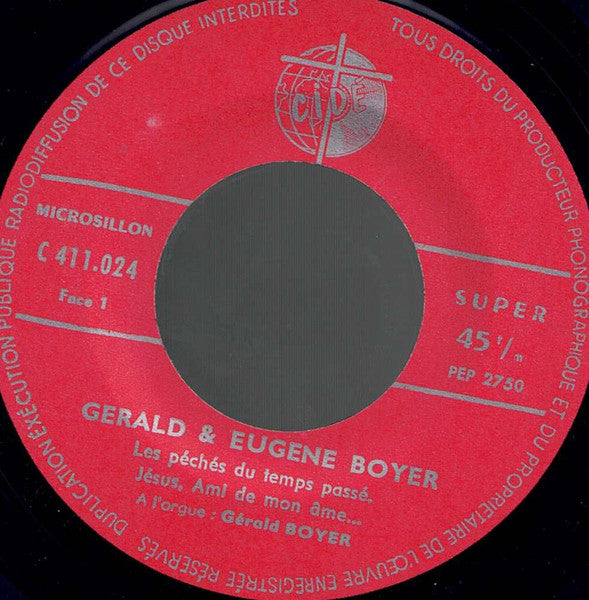 TOUS DROITS DU PRODUCTEUR PHONOGRAPHIQUE ET DU PROPRIETAIRE DE L'ŒUVRE ENREGISTRÉE RÉSERVÉS. DUPLICATION EXÉCUTION PUBLIQUE RADIODIFFUSION DE CE DISQUE INTERDITES
CIDÉ
MICROSILLON
C 411.024
Face 1
SUPER
45 t/m
PEP 2750
GERALD & EUGENE BOYER
Les péchés du temps passé.
Jésus, Ami de mon âme...
A l'orgue : Gérald BOYER